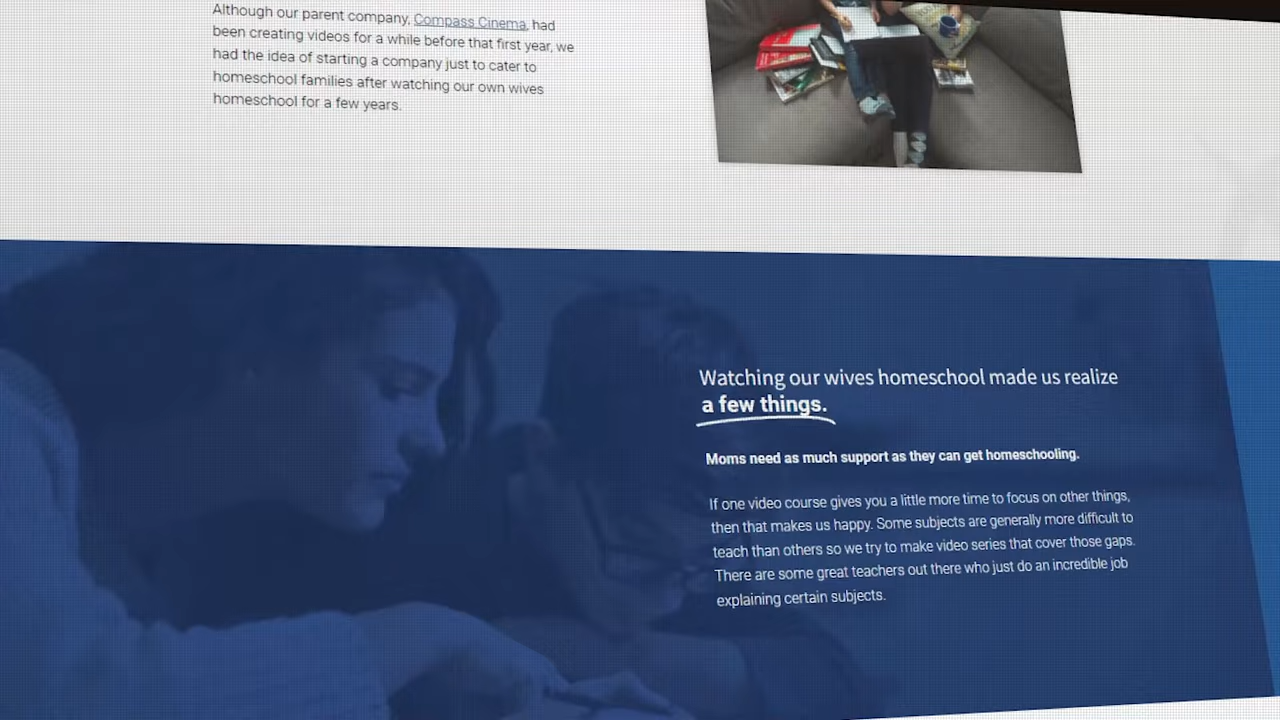 Although our parent company, Compass Cinema, had
been creating videos for a while before that first year, we
had the idea of starting a company just to cater to
homeschool families after watching our own wives
homeschool for a few years.
Watching our wives homeschool made us realize
a few things.
Moms need as much support as they can get homeschooling.
If one video course gives you a little more time to focus on other things,
then that makes us happy. Some subjects are generally more difficult to
teach than others so we try to make video series that cover those gaps.
There are some great teachers out there who just do an incredible job
explaining certain subjects.